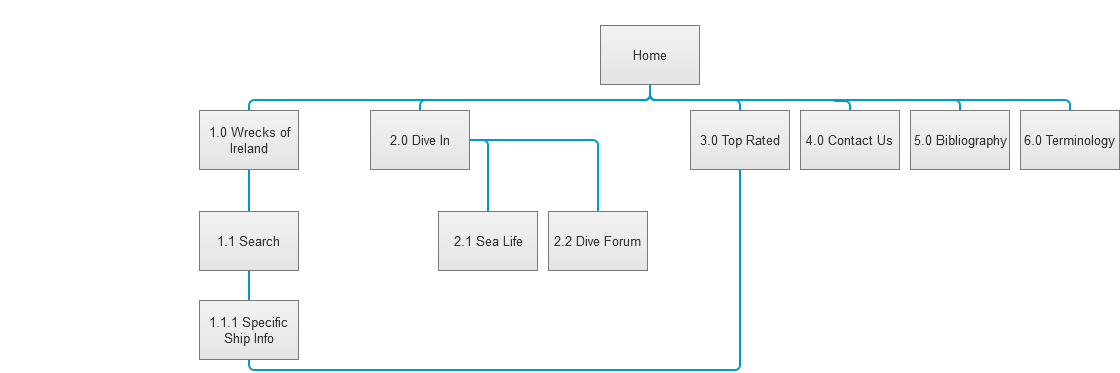 Home
1.0 Wrecks of
Ireland
2.0 Dive In
3.0 Top Rated
4.0 Contact Us
5.0 Bibliography
6.0 Terminology
1.1 Search
2.1 Sea Life
2.2 Dive Forum
1.1.1 Specific
Ship Info